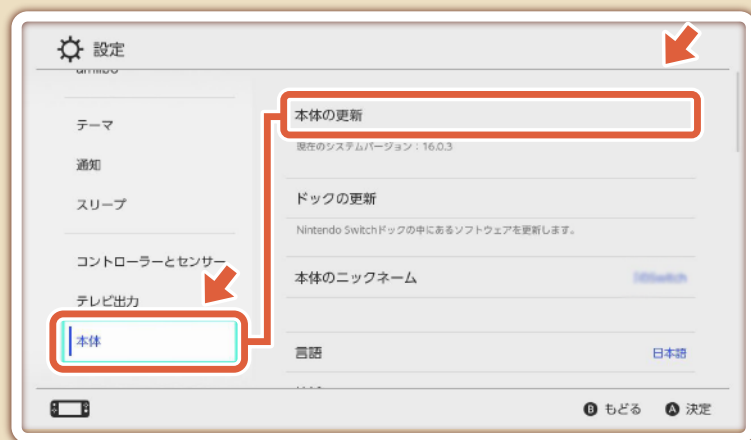 設定
amiibo
テーマ
通知
スリープ
コントローラーとセンサー
テレビ出力
本体
本体の更新
現在のシステムバージョン：16.0.3
ドックの更新
Nintendo Switchドックの中にあるソフトウェアを更新します。
本体のニックネーム
言語
日本語
B もどる A 決定